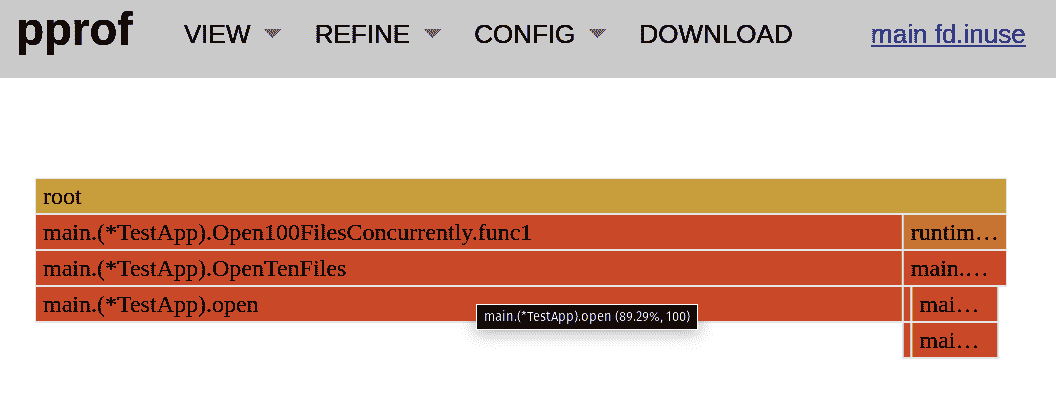 pprof VIEW REFINE CONFIG DOWNLOAD main fd.inuse
root
main.(*TestApp).Open100FilesConcurrently.func1 runtim…
main.(*TestApp).OpenTenFiles main.…
main.(*TestApp).open mai…
main.(*TestApp).open (89.29%, 100)
mai…